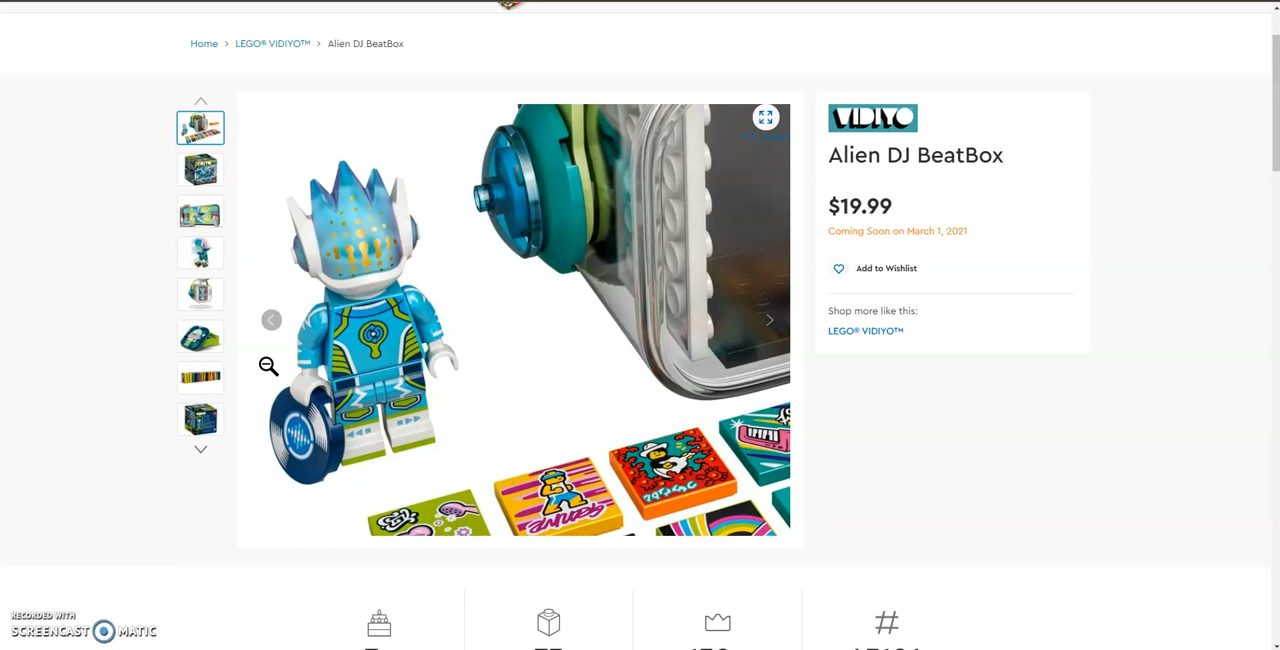 Home > LEGO® VIDIYO™ > Alien DJ BeatBox
VIDIYO
Alien DJ BeatBox
$19.99
Coming Soon on March 1, 2021
Add to Wishlist
Shop more like this:
LEGO® VIDIYO™
RECORDED WITH
SCREENCAST MATIC